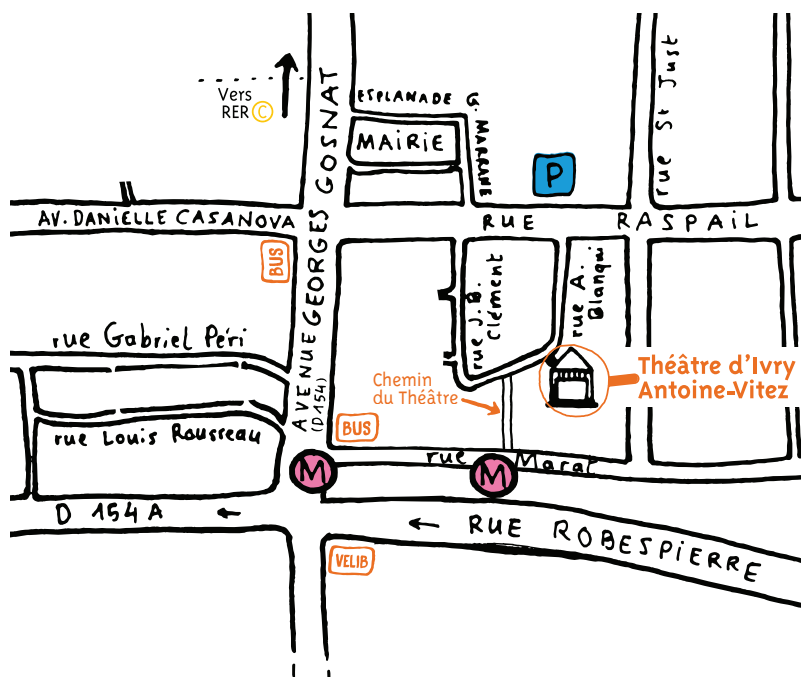 Vers
RER C
AVENUE GEORGES GOSNAT
(D154)
ESPLANADE G. MARRANE
MAIRIE
P
rue St Just
AV. DANIELLE CASANOVA
RUE RASPAIL
BUS
rue J.B.
Clément
rue A.
Blanqui
rue Gabriel Péri
Théâtre d'Ivry
Antoine-Vitez
Chemin
du Théâtre
BUS
rue Louis Rousseau
rue Marat
M
M
D 154A
RUE ROBESPIERRE
VELIB